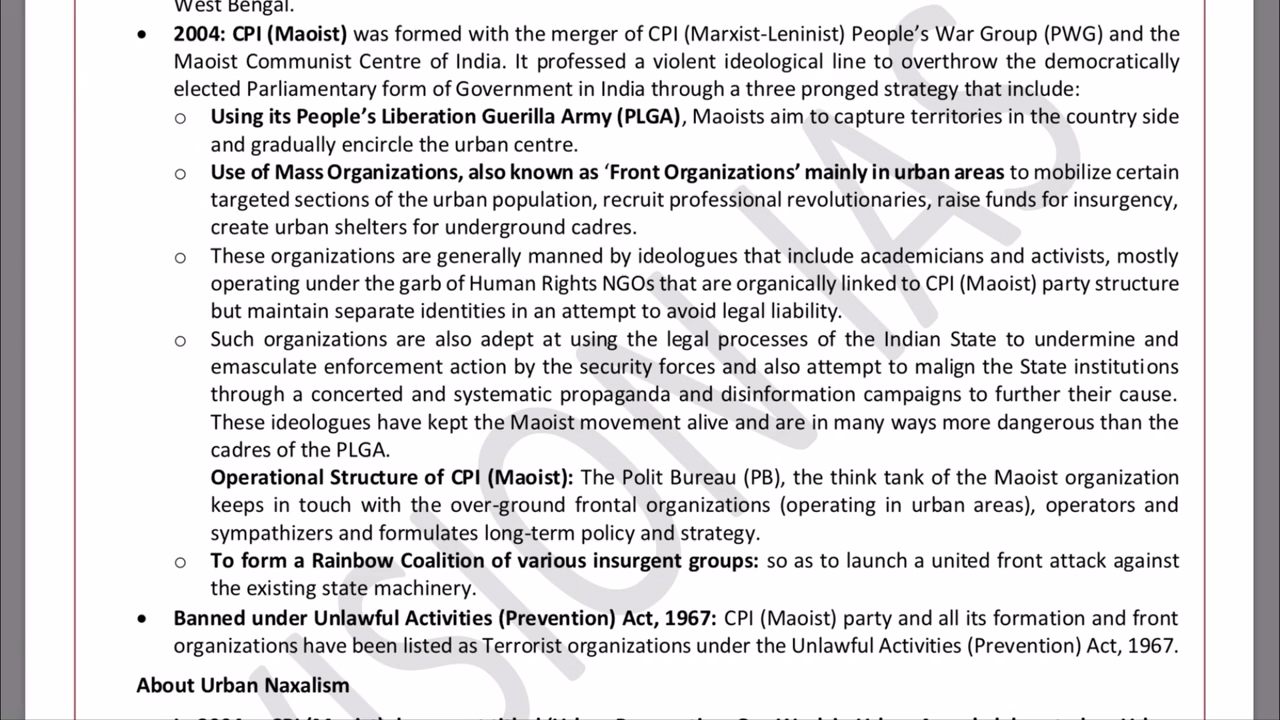 West Bengal.
• 2004: CPI (Maoist) was formed with the merger of CPI (Marxist-Leninist) People’s War Group (PWG) and the
Maoist Communist Centre of India. It professed a violent ideological line to overthrow the democratically
elected Parliamentary form of Government in India through a three pronged strategy that include:
o Using its People’s Liberation Guerilla Army (PLGA), Maoists aim to capture territories in the country side
and gradually encircle the urban centre.
o Use of Mass Organizations, also known as ‘Front Organizations’ mainly in urban areas to mobilize certain
targeted sections of the urban population, recruit professional revolutionaries, raise funds for insurgency,
create urban shelters for underground cadres.
o These organizations are generally manned by ideologues that include academicians and activists, mostly
operating under the garb of Human Rights NGOs that are organically linked to CPI (Maoist) party structure
but maintain separate identities in an attempt to avoid legal liability.
o Such organizations are also adept at using the legal processes of the Indian State to undermine and
emasculate enforcement action by the security forces and also attempt to malign the State institutions
through a concerted and systematic propaganda and disinformation campaigns to further their cause.
These ideologues have kept the Maoist movement alive and are in many ways more dangerous than the
cadres of the PLGA.
Operational Structure of CPI (Maoist): The Polit Bureau (PB), the think tank of the Maoist organization
keeps in touch with the over-ground frontal organizations (operating in urban areas), operators and
sympathizers and formulates long-term policy and strategy.
o To form a Rainbow Coalition of various insurgent groups: so as to launch a united front attack against
the existing state machinery.
• Banned under Unlawful Activities (Prevention) Act, 1967: CPI (Maoist) party and all its formation and front
organizations have been listed as Terrorist organizations under the Unlawful Activities (Prevention) Act, 1967.
About Urban Naxalism
VISION IAS